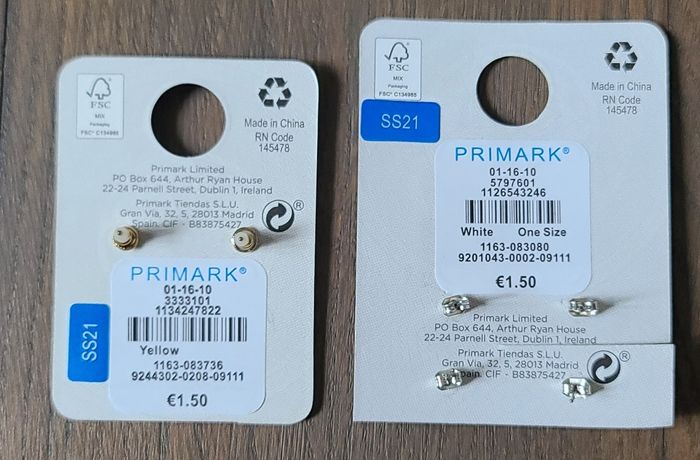 FSC
MIX
Packaging
FSC® C134985
Made in China
RN Code
145478
Primark Limited
PO Box 644, Arthur Ryan House
22-24 Parnell Street, Dublin 1, Ireland
Primark Tiendas S.L.U.
Gran Via, 32, 5, 28013 Madrid
Spain. CIF - B83875427
®
SS21
PRIMARK®
01-16-10
3333101
1134247822
Yellow
1163-083736
9244302-0208-09111
€1.50
FSC
MIX
Packaging
FSC® C134985
Made in China
RN Code
145478
SS21
PRIMARK®
01-16-10
5797601
1126543246
White One Size
1163-083080
9201043-0002-09111
€1.50
Primark Limited
PO Box 644, Arthur Ryan House
22-24 Parnell Street, Dublin 1, Ireland
Primark Tiendas S.L.U.
Gran Via, 32, 5, 28013 Madrid
CIF - B83875427
®